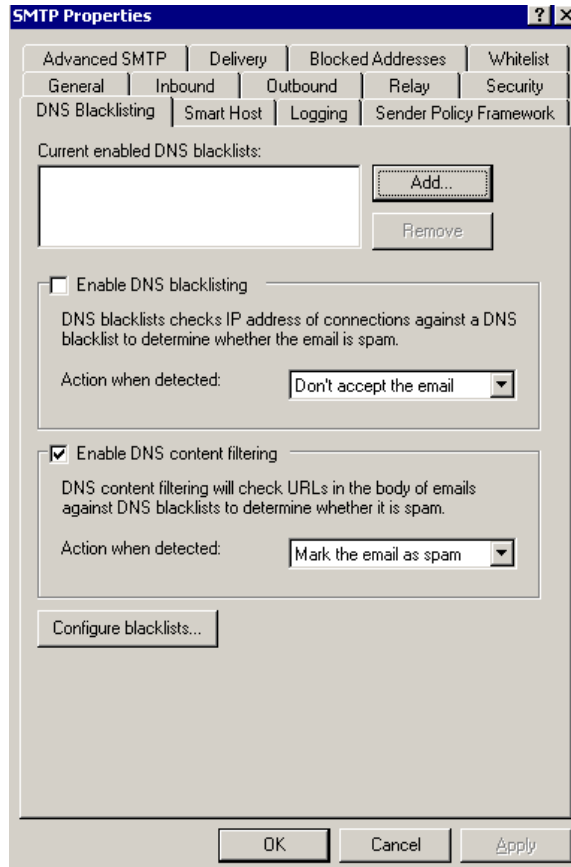 SMTP Properties
Advanced SMTP Delivery Blocked Addresses Whitelist
General Inbound Outbound Relay Security
DNS Blacklisting Smart Host Logging Sender Policy Framework
Current enabled DNS blacklists:
Add...
Remove
Enable DNS blacklisting
DNS blacklists checks IP address of connections against a DNS
blacklist to determine whether the email is spam.
Action when detected: Don't accept the email
Enable DNS content filtering
DNS content filtering will check URLs in the body of emails
against DNS blacklists to determine whether it is spam.
Action when detected: Mark the email as spam
Configure blacklists...
OK Cancel Apply